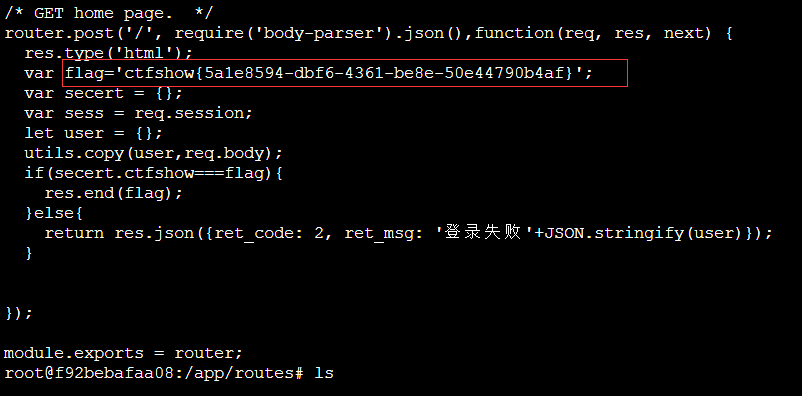 /* GET home page.  */
router.post('/', require('body-parser').json(),function(req, res, next) {
  res.type('html');
  var flag='ctfshow{5a1e8594-dbf6-4361-be8e-50e44790b4af}';
  var secert = {};
  var sess = req.session;
  let user = {};
  utils.copy(user,req.body);
  if(secert.ctfshow===flag){
    res.end(flag);
  }else{
    return res.json({ret_code: 2, ret_msg: '登录失败'+JSON.stringify(user)});
  }
});
module.exports = router;
root@f92bebafaa08:/app/routes# ls